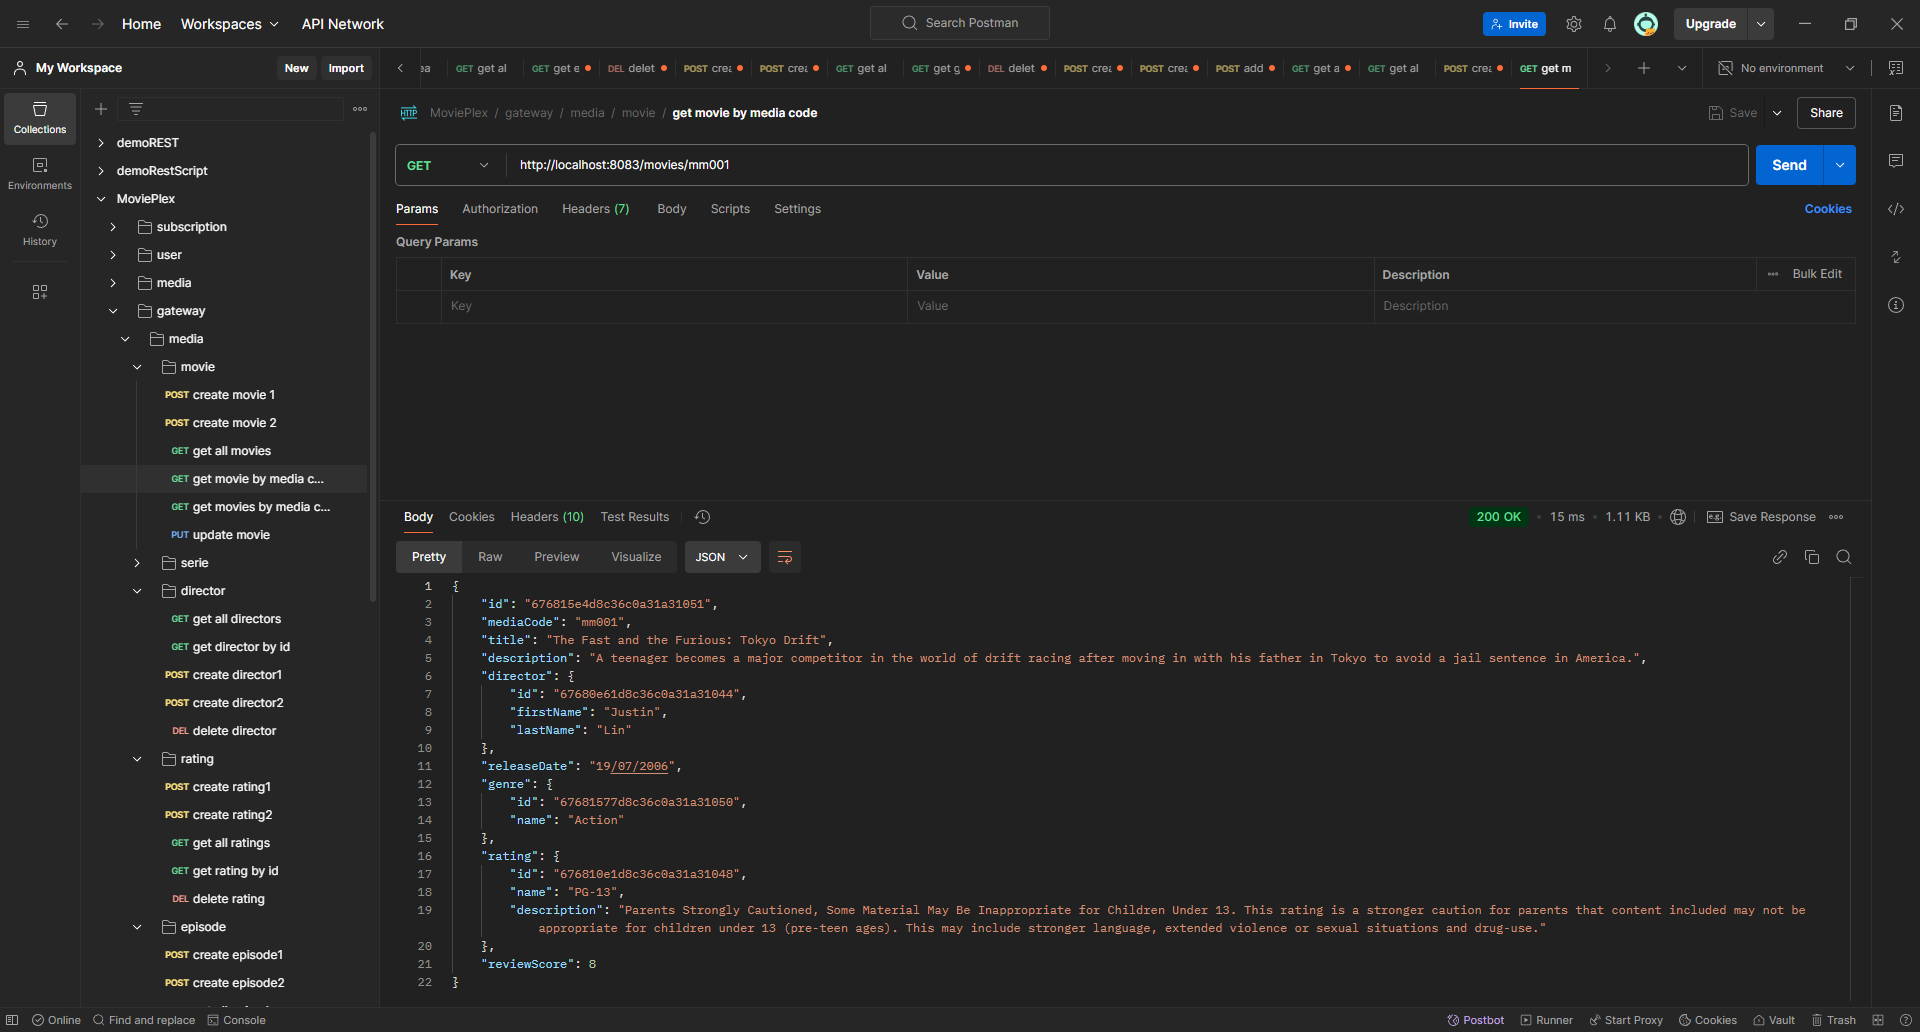 Home Workspaces API Network Search Postman Invite Upgrade
My Workspace New Import
ea GET get al GET get e DEL delet POST crea POST crea GET get al GET get g DEL delet POST crea POST crea POST add GET get a GET get al POST crea GET get m No environment
Collections
Environments
History
demoREST
demoRestScript
MoviePlex
subscription
user
media
gateway
media
movie
POST create movie 1
POST create movie 2
GET get all movies
GET get movie by media c...
GET get movies by media c...
PUT update movie
serie
director
GET get all directors
GET get director by id
POST create director1
POST create director2
DEL delete director
rating
POST create rating1
POST create rating2
GET get all ratings
GET get rating by id
DEL delete rating
episode
POST create episode1
POST create episode2
HTTP MoviePlex / gateway / media / movie / get movie by media code Save Share
GET http://localhost:8083/movies/mm001 Send
Params Authorization Headers (7) Body Scripts Settings Cookies
Query Params
Key Value Description Bulk Edit
Key Value Description
Body Cookies Headers (10) Test Results 200 OK • 15 ms • 1.11 KB • e.g. Save Response
Pretty Raw Preview Visualize JSON
1 {
2 "id": "676815e4d8c36c0a31a31051",
3 "mediaCode": "mm001",
4 "title": "The Fast and the Furious: Tokyo Drift",
5 "description": "A teenager becomes a major competitor in the world of drift racing after moving in with his father in Tokyo to avoid a jail sentence in America.",
6 "director": {
7 "id": "67680e61d8c36c0a31a31044",
8 "firstName": "Justin",
9 "lastName": "Lin"
10 },
11 "releaseDate": "19/07/2006",
12 "genre": {
13 "id": "67681577d8c36c0a31a31050",
14 "name": "Action"
15 },
16 "rating": {
17 "id": "676810e1d8c36c0a31a31048",
18 "name": "PG-13",
19 "description": "Parents Strongly Cautioned, Some Material May Be Inappropriate for Children Under 13. This rating is a stronger caution for parents that content included may not be
appropriate for children under 13 (pre-teen ages). This may include stronger language, extended violence or sexual situations and drug-use."
20 },
21 "reviewScore": 8
22 }
Online Find and replace Console Postbot Runner Start Proxy Cookies Vault Trash